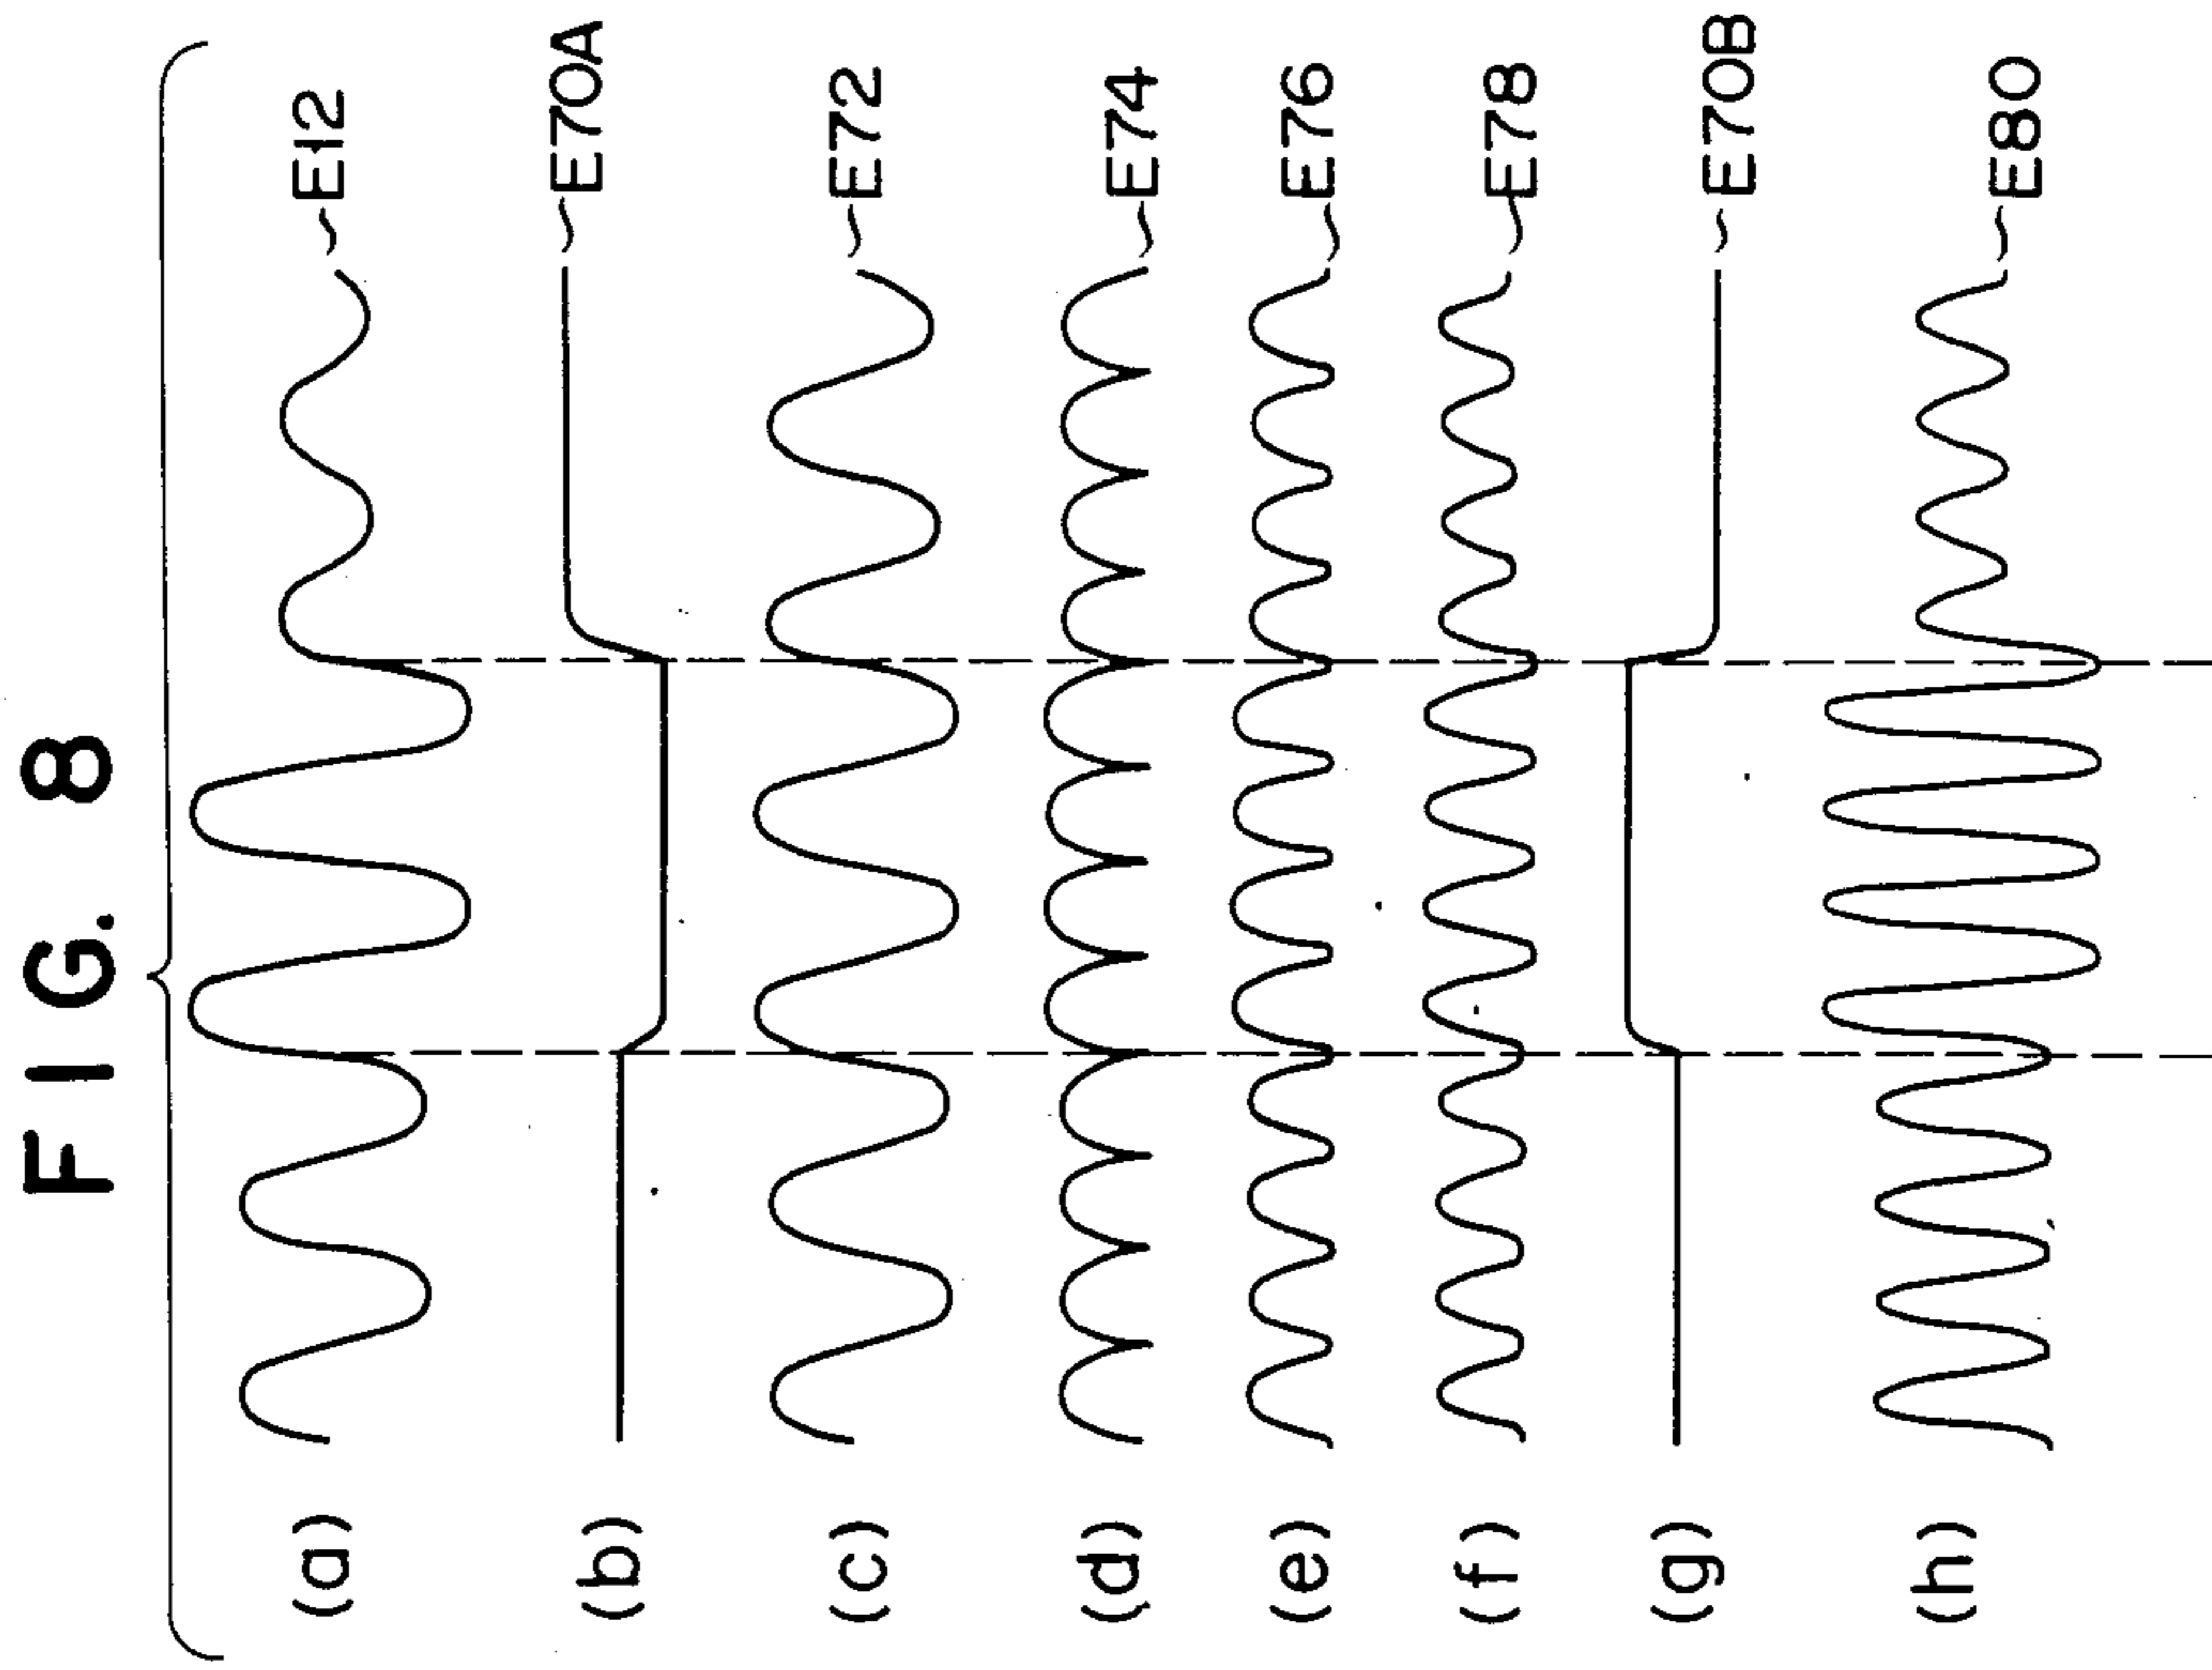 FIG. 8
(a) E12
(b) E70A
(c) E72
(d) E74
(e) E76
(f) E78
(g) E70B
(h) E80